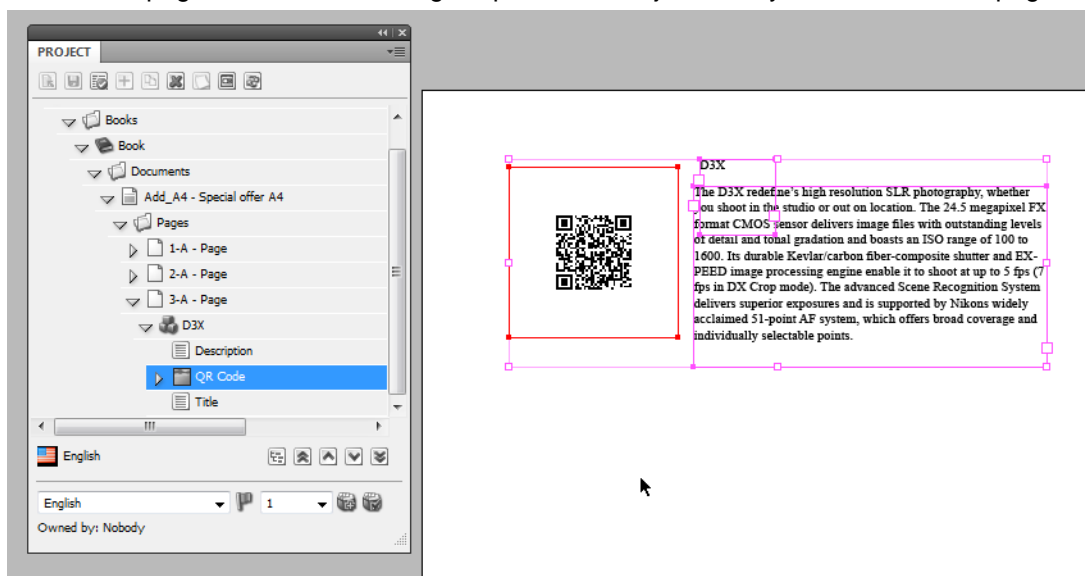 PROJECT
Books
Book
Documents
Add_A4 - Special offer A4
Pages
1-A - Page
2-A - Page
3-A - Page
D3X
Description
QR Code
Title
English
English
1
Owned by: Nobody
D3X
The D3X redefine's high resolution SLR photography, whether
you shoot in the studio or out on location. The 24.5 megapixel FX
format CMOS sensor delivers image files with outstanding levels
of detail and tonal gradation and boasts an ISO range of 100 to
1600. Its durable Kevlar/carbon fiber-composite shutter and EX-
PEED image processing engine enable it to shoot at up to 5 fps (7
fps in DX Crop mode). The advanced Scene Recognition System
delivers superior exposures and is supported by Nikons widely
acclaimed 51-point AF system, which offers broad coverage and
individually selectable points.